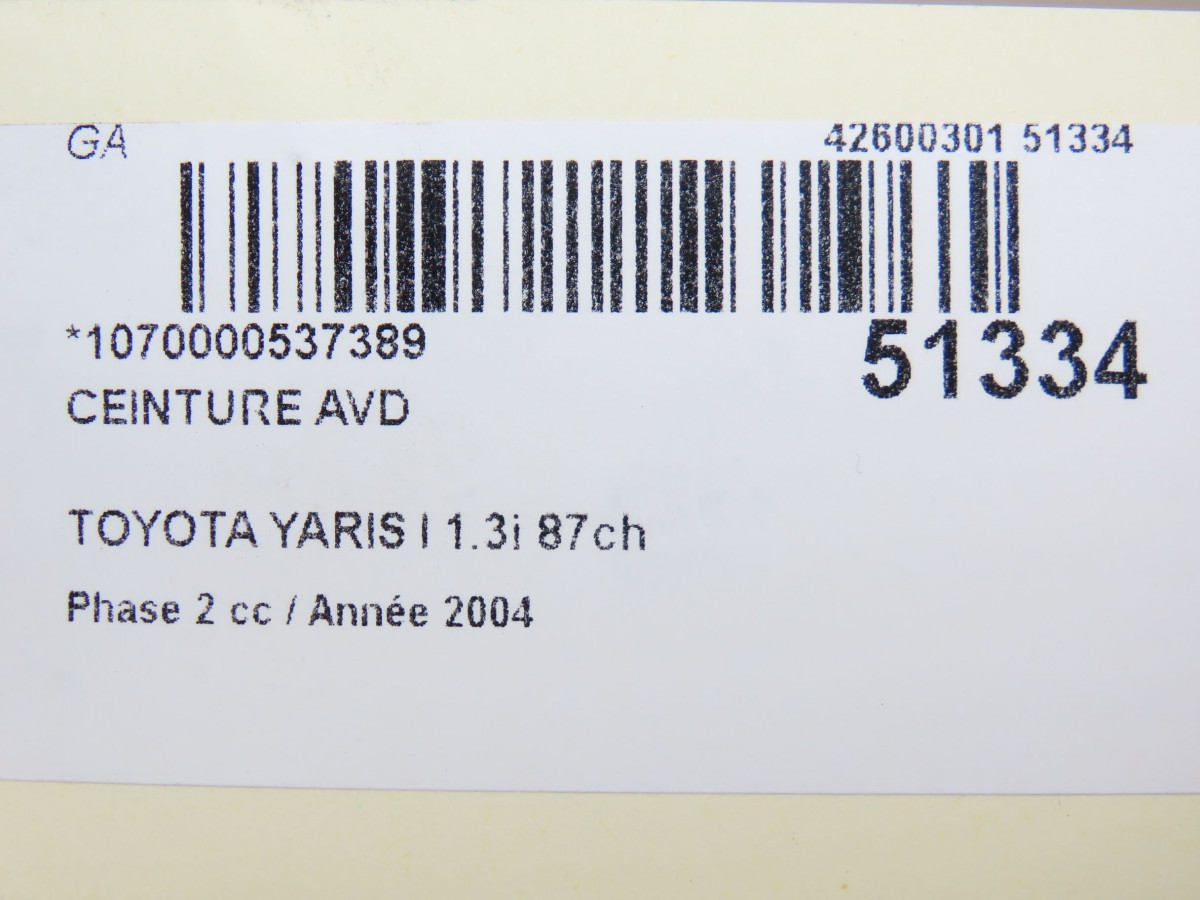 GA 42600301 51334
*1070000537389 51334
CEINTURE AVD
TOYOTA YARIS I 1.3i 87ch
Phase 2 cc / Année 2004